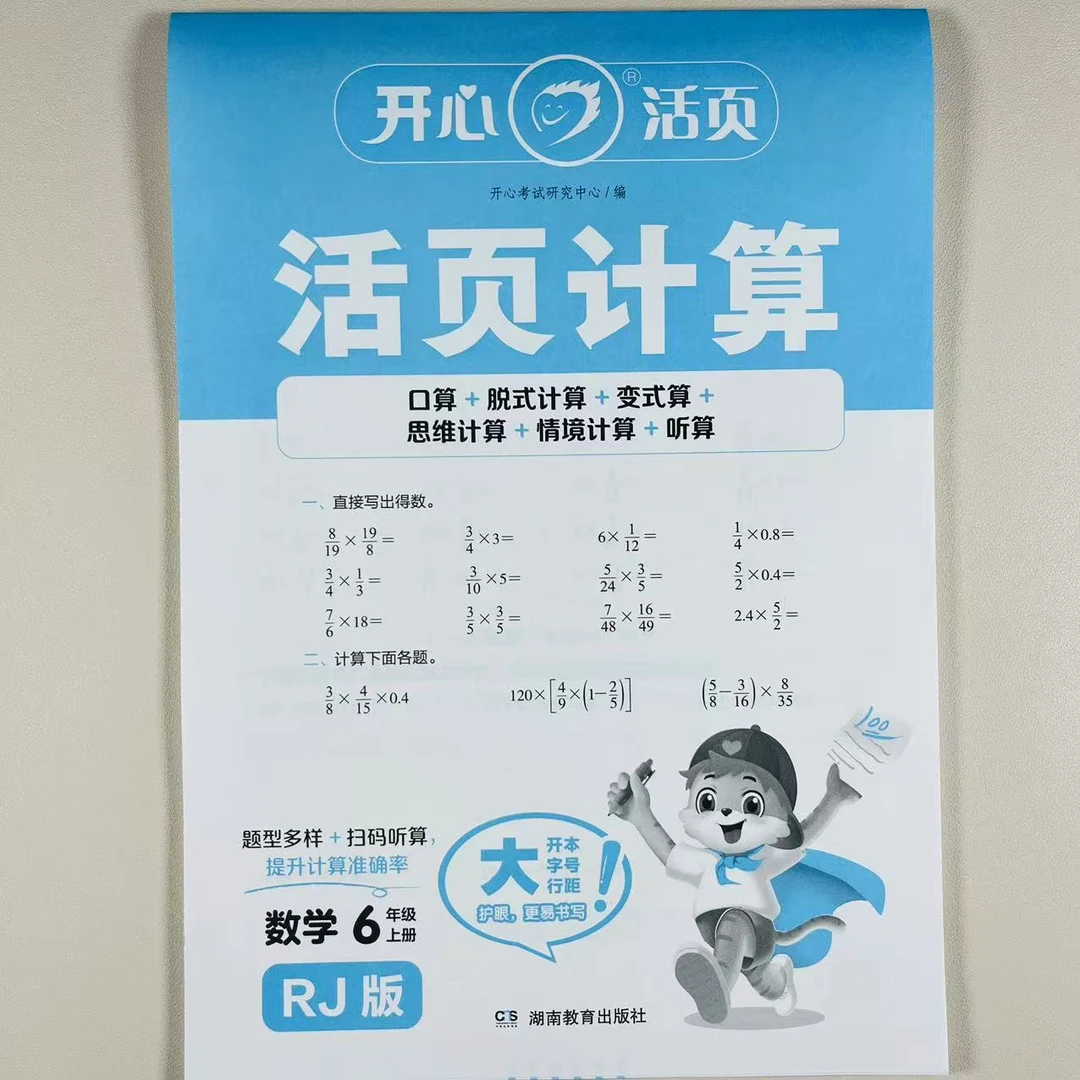 开心 ® 活页
开心考试研究中心 / 编
活页计算
口算 + 脱式计算 + 变式算 +
思维计算 + 情境计算 + 听算
一、直接写出得数。
8/19 × 19/8 = 3/4 ×3= 6× 1/12 = 1/4 ×0.8=
3/4 × 1/3 = 3/10 ×5= 5/24 × 3/5 = 5/2 ×0.4=
7/6 ×18= 3/5 × 3/5 = 7/48 × 16/49 = 2.4× 5/2 =
二、计算下面各题。
3/8 × 4/15 ×0.4 120×[4/9 ×(1− 2/5)] (5/8 − 3/16)× 8/35
100
题型多样 + 扫码听算,
提升计算准确率
大 开本
字号
行距 !
护眼，更易书写
数学 6 年级
上册
RJ 版
CTS 湖南教育出版社